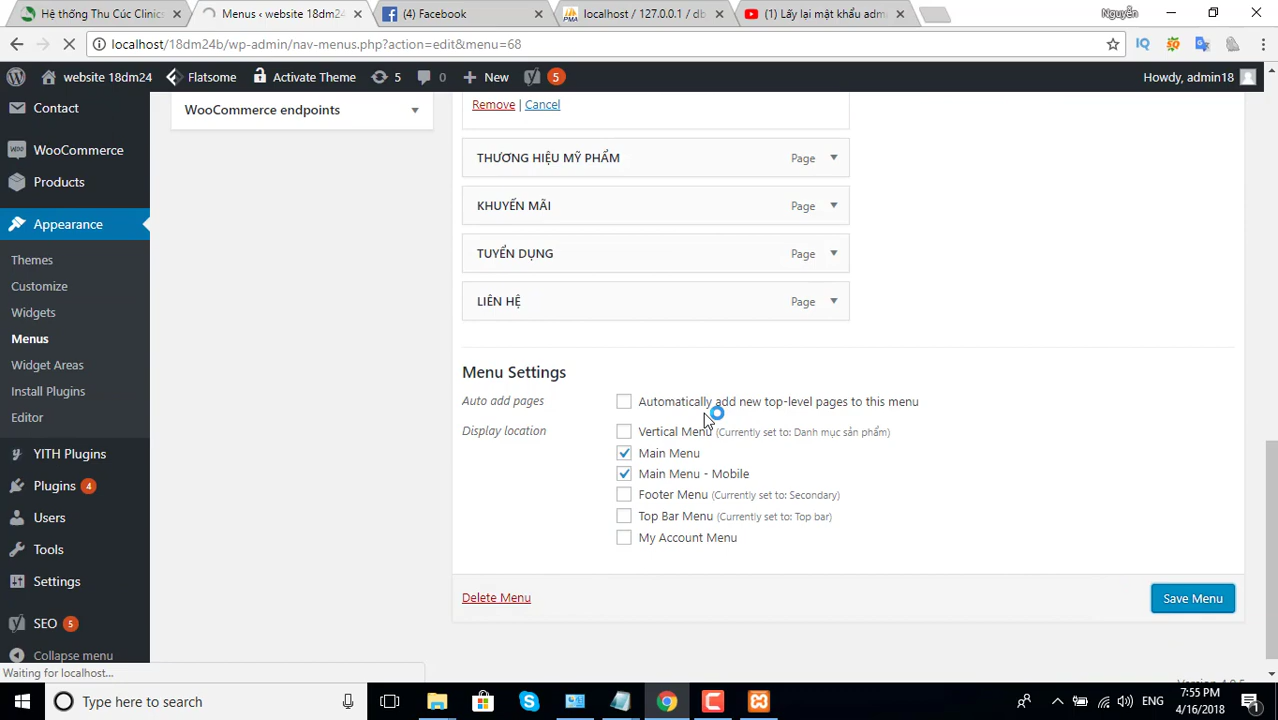 Hệ thống Thu Cúc Clinics
Menus ‹ website 18dm24
(4) Facebook
localhost / 127.0.0.1 / db
(1) Lấy lại mật khẩu adm
Nguyễn
localhost/18dm24b/wp-admin/nav-menus.php?action=edit&menu=68
website 18dm24
Flatsome
Activate Theme
5
0
New
5
Howdy, admin18
Contact
WooCommerce
Products
Appearance
Themes
Customize
Widgets
Menus
Widget Areas
Install Plugins
Editor
YITH Plugins
Plugins 4
Users
Tools
Settings
SEO 5
Collapse menu
Waiting for localhost...
WooCommerce endpoints
Remove | Cancel
THƯƠNG HIỆU MỸ PHẨM Page
KHUYẾN MÃI Page
TUYỂN DỤNG Page
LIÊN HỆ Page
Menu Settings
Auto add pages
Automatically add new top-level pages to this menu
Display location
Vertical Menu (Currently set to: Danh mục sản phẩm)
Main Menu
Main Menu - Mobile
Footer Menu (Currently set to: Secondary)
Top Bar Menu (Currently set to: Top bar)
My Account Menu
Delete Menu
Save Menu
Type here to search
ENG
7:55 PM
4/16/2018
1